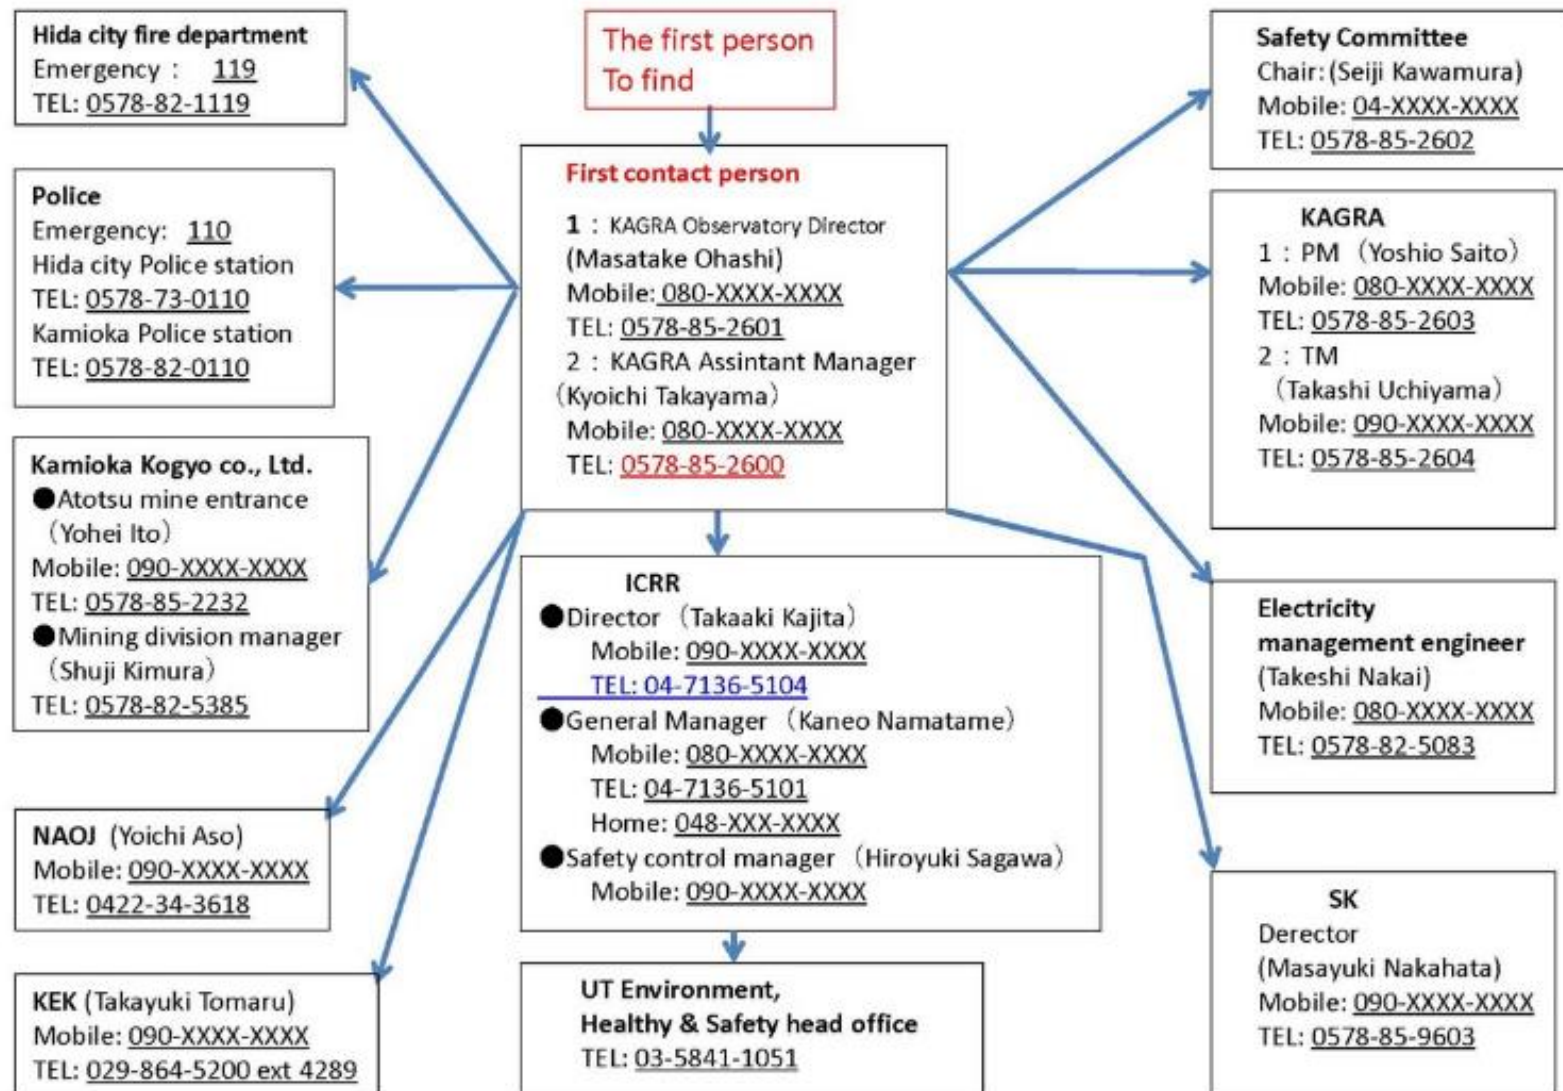 Hida city fire department
Emergency : 119
TEL: 0578-82-1119
The first person
To find
Safety Committee
Chair: (Seiji Kawamura)
Mobile: 04-XXXX-XXXX
TEL: 0578-85-2602
Police
Emergency: 110
Hida city Police station
TEL: 0578-73-0110
Kamioka Police station
TEL: 0578-82-0110
First contact person
1 : KAGRA Observatory Director
(Masatake Ohashi)
Mobile: 080-XXXX-XXXX
TEL: 0578-85-2601
2 : KAGRA Assintant Manager
(Kyoichi Takayama)
Mobile: 080-XXXX-XXXX
TEL: 0578-85-2600
KAGRA
1 : PM (Yoshio Saito)
Mobile: 080-XXXX-XXXX
TEL: 0578-85-2603
2 : TM
(Takashi Uchiyama)
Mobile: 090-XXXX-XXXX
TEL: 0578-85-2604
Kamioka Kogyo co., Ltd.
●Atotsu mine entrance
(Yohei Ito)
Mobile: 090-XXXX-XXXX
TEL: 0578-85-2232
●Mining division manager
(Shuji Kimura)
TEL: 0578-82-5385
ICRR
●Director (Takaaki Kajita)
Mobile: 090-XXXX-XXXX
TEL: 04-7136-5104
●General Manager (Kaneo Namatame)
Mobile: 080-XXXX-XXXX
TEL: 04-7136-5101
Home: 048-XXX-XXXX
●Safety control manager (Hiroyuki Sagawa)
Mobile: 090-XXXX-XXXX
Electricity
management engineer
(Takeshi Nakai)
Mobile: 080-XXXX-XXXX
TEL: 0578-82-5083
NAOJ (Yoichi Aso)
Mobile: 090-XXXX-XXXX
TEL: 0422-34-3618
SK
Derector
(Masayuki Nakahata)
Mobile: 090-XXXX-XXXX
TEL: 0578-85-9603
KEK (Takayuki Tomaru)
Mobile: 090-XXXX-XXXX
TEL: 029-864-5200 ext 4289
UT Environment,
Healthy & Safety head office
TEL: 03-5841-1051